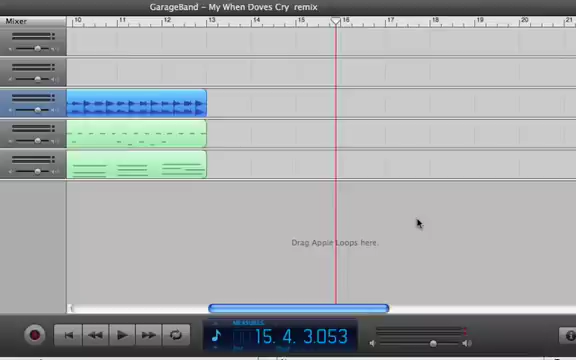 GarageBand – My When Doves Cry remix
Mixer
10 11 12 13 14 15 16 17 18 19 20 21
Drag Apple Loops here.
MEASURES
15. 4. 3.053